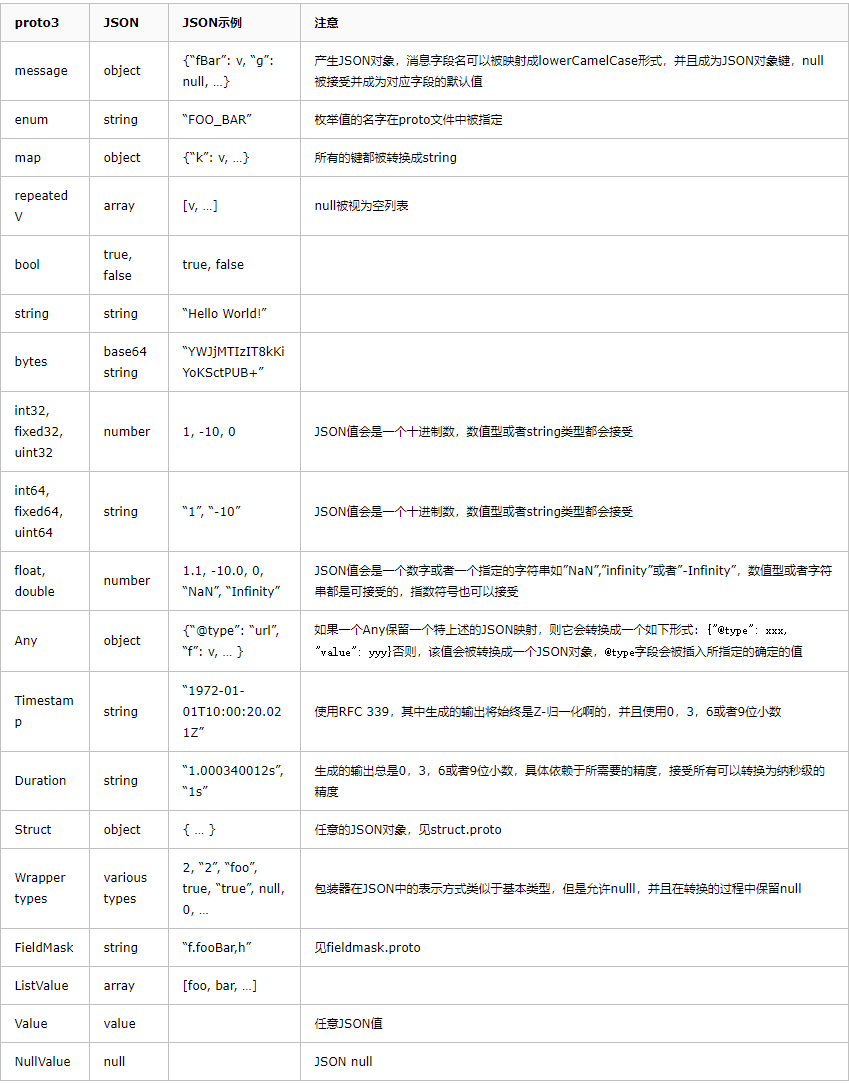 proto3 JSON JSON示例 注意
message object {“fBar”: v, “g”: null, …} 产生JSON对象，消息字段名可以被映射成lowerCamelCase形式，并且成为JSON对象键，null
被接受并成为对应字段的默认值
enum string “FOO_BAR” 枚举值的名字在proto文件中被指定
map object {“k”: v, …} 所有的键都被转换成string
repeated V array [v, …] null被视为空列表
bool true, false true, false
string string “Hello World!”
bytes base64 string “YWJjMTIzIT8kKi
YoKSctPUB+”
int32, fixed32, uint32 number 1, -10, 0 JSON值会是一个十进制数，数值型或者string类型都会接受
int64, fixed64, uint64 string “1”, “-10” JSON值会是一个十进制数，数值型或者string类型都会接受
float, double number 1.1, -10.0, 0, “NaN”, “Infinity” JSON值会是一个数字或者一个指定的字符串如”NaN”,”infinity”或者”-Infinity”，数值型或者字符
串都是可接受的，指数符号也可以接受
Any object {“@type”: “url”, “f”: v, … } 如果一个Any保留一个特上述的JSON映射，则它会转换成一个如下形式：{"@type": xxx,
"value": yyy}否则，该值会被转换成一个JSON对象，@type字段会被插入所指定的确定的值
Timestam
p string “1972-01-
01T10:00:20.02
1Z” 使用RFC 339，其中生成的输出将始终是Z-归一化啊的，并且使用0，3，6或者9位小数
Duration string “1.000340012s”, “1s” 生成的输出总是0，3，6或者9位小数，具体依赖于所需要的精度，接受所有可以转换为纳秒级的
精度
Struct object { … } 任意的JSON对象，见struct.proto
Wrapper types various types 2, “2”, “foo”, true, “true”, null, 0, … 包装器在JSON中的表示方式类似于基本类型，但是允许nulll，并且在转换的过程中保留null
FieldMask string “f.fooBar,h” 见fieldmask.proto
ListValue array [foo, bar, …]
Value value 任意JSON值
NullValue null JSON null